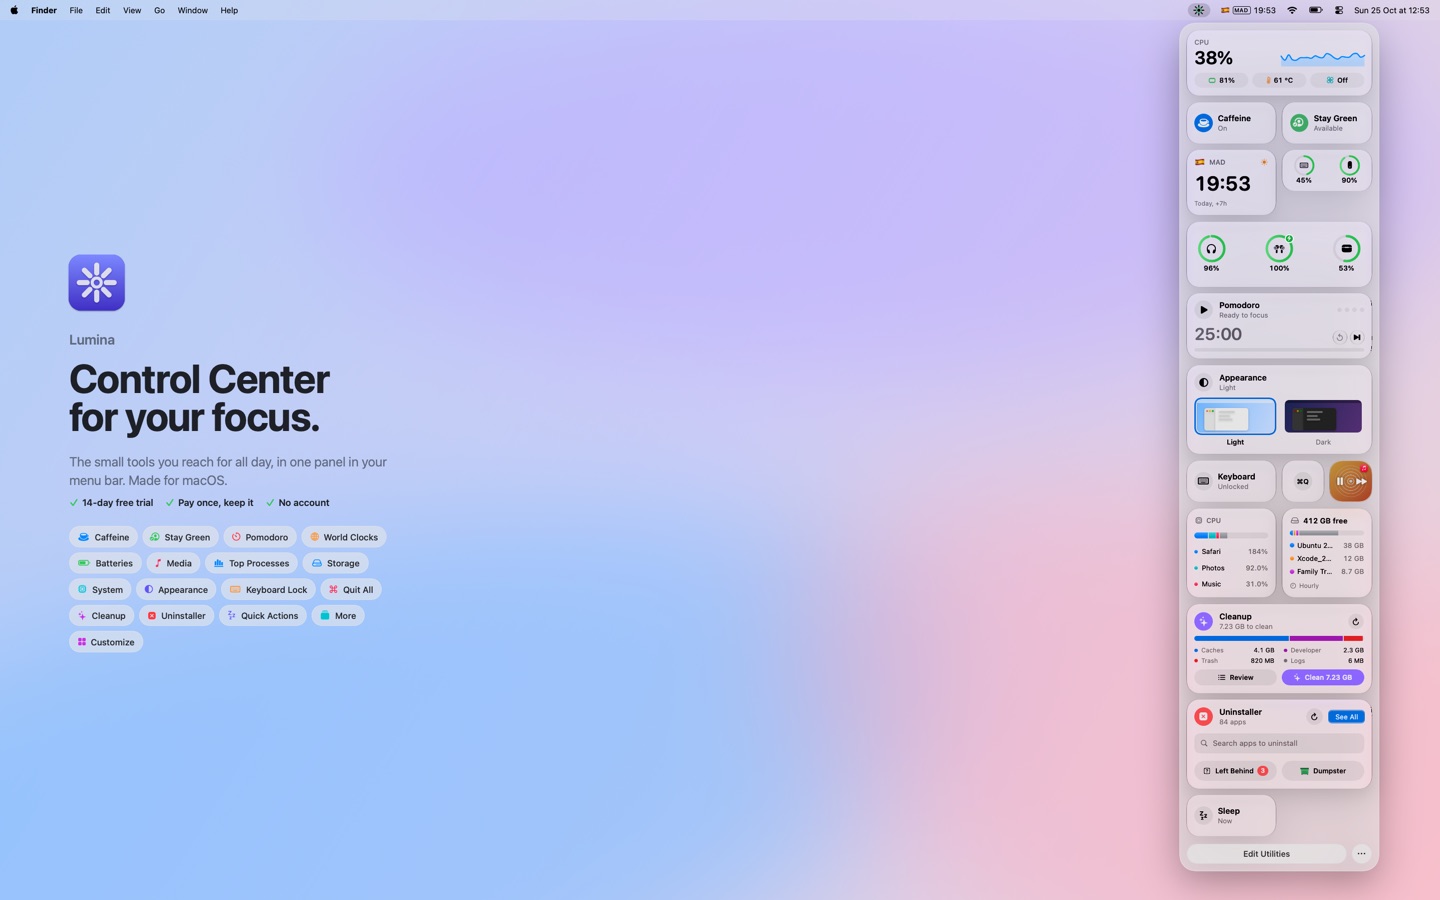 Finder File Edit View Go Window Help
MAD 19:53
Sun 25 Oct at 12:53
Lumina
Control Center
for your focus.
The small tools you reach for all day, in one panel in your
menu bar. Made for macOS.
14-day free trial Pay once, keep it No account
Caffeine Stay Green Pomodoro World Clocks
Batteries Media Top Processes Storage
System Appearance Keyboard Lock Quit All
Cleanup Uninstaller Quick Actions More
Customize
CPU
38%
81% 61 °C Off
Caffeine
On
Stay Green
Available
MAD
19:53
Today, +7h
45% 90%
96% 100% 53%
Pomodoro
Ready to focus
25:00
Appearance
Light
Light Dark
Keyboard
Unlocked
⌘Q
CPU
Safari 184%
Photos 92.0%
Music 31.0%
412 GB free
Ubuntu 2... 38 GB
Xcode_2... 12 GB
Family Tr... 8.7 GB
Hourly
Cleanup
7.23 GB to clean
Caches 4.1 GB Developer 2.3 GB
Trash 820 MB Logs 6 MB
Review Clean 7.23 GB
Uninstaller
84 apps
See All
Search apps to uninstall
Left Behind 3 Dumpster
Sleep
Now
Edit Utilities